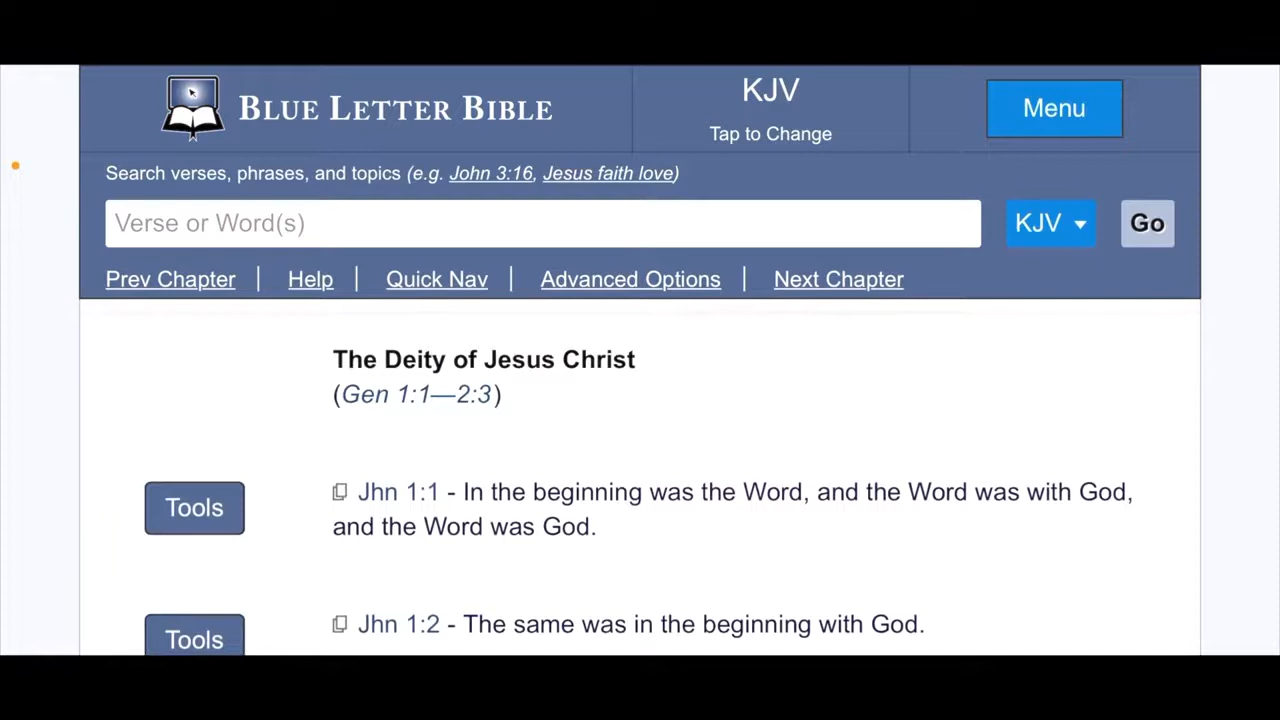 BLUE LETTER BIBLE
KJV
Tap to Change
Menu
Search verses, phrases, and topics (e.g. John 3:16, Jesus faith love)
Verse or Word(s)
KJV
Go
Prev Chapter | Help | Quick Nav | Advanced Options | Next Chapter
The Deity of Jesus Christ
(Gen 1:1—2:3)
Tools
Jhn 1:1 - In the beginning was the Word, and the Word was with God,
and the Word was God.
Tools
Jhn 1:2 - The same was in the beginning with God.